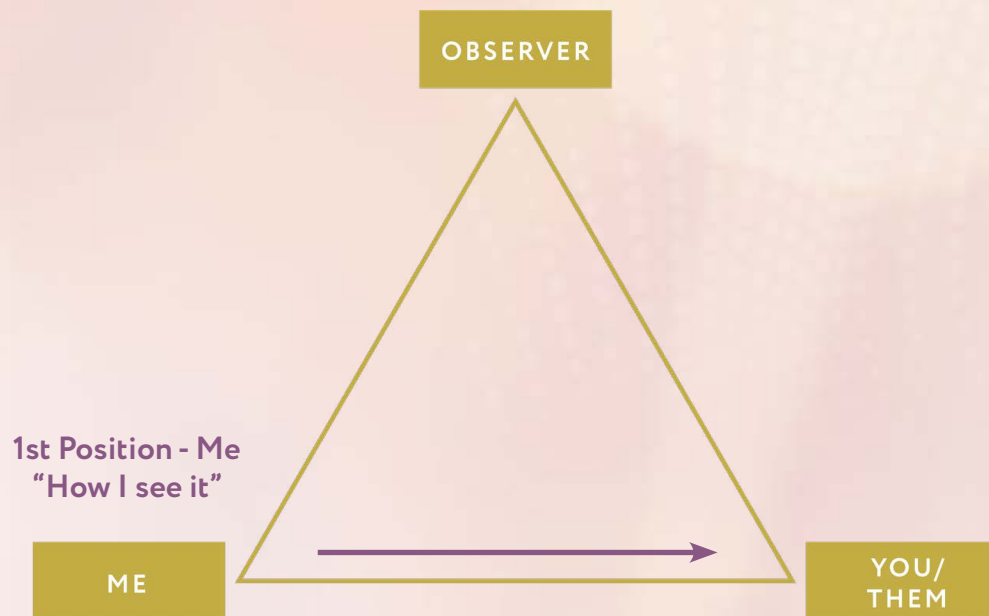 OBSERVER
1st Position - Me
“How I see it”
ME
YOU/
THEM